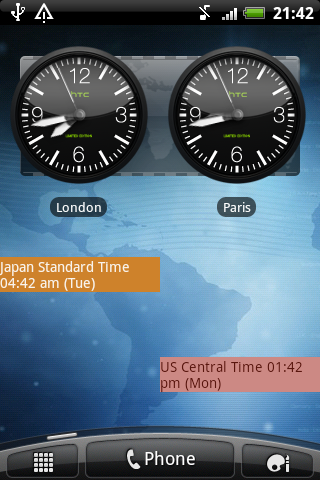 21:42
12
3
6
9
hTC
LIMITED EDITION
12
3
6
9
hTC
LIMITED EDITION
London
Paris
Japan Standard Time
04:42 am (Tue)
US Central Time 01:42
pm (Mon)
Phone